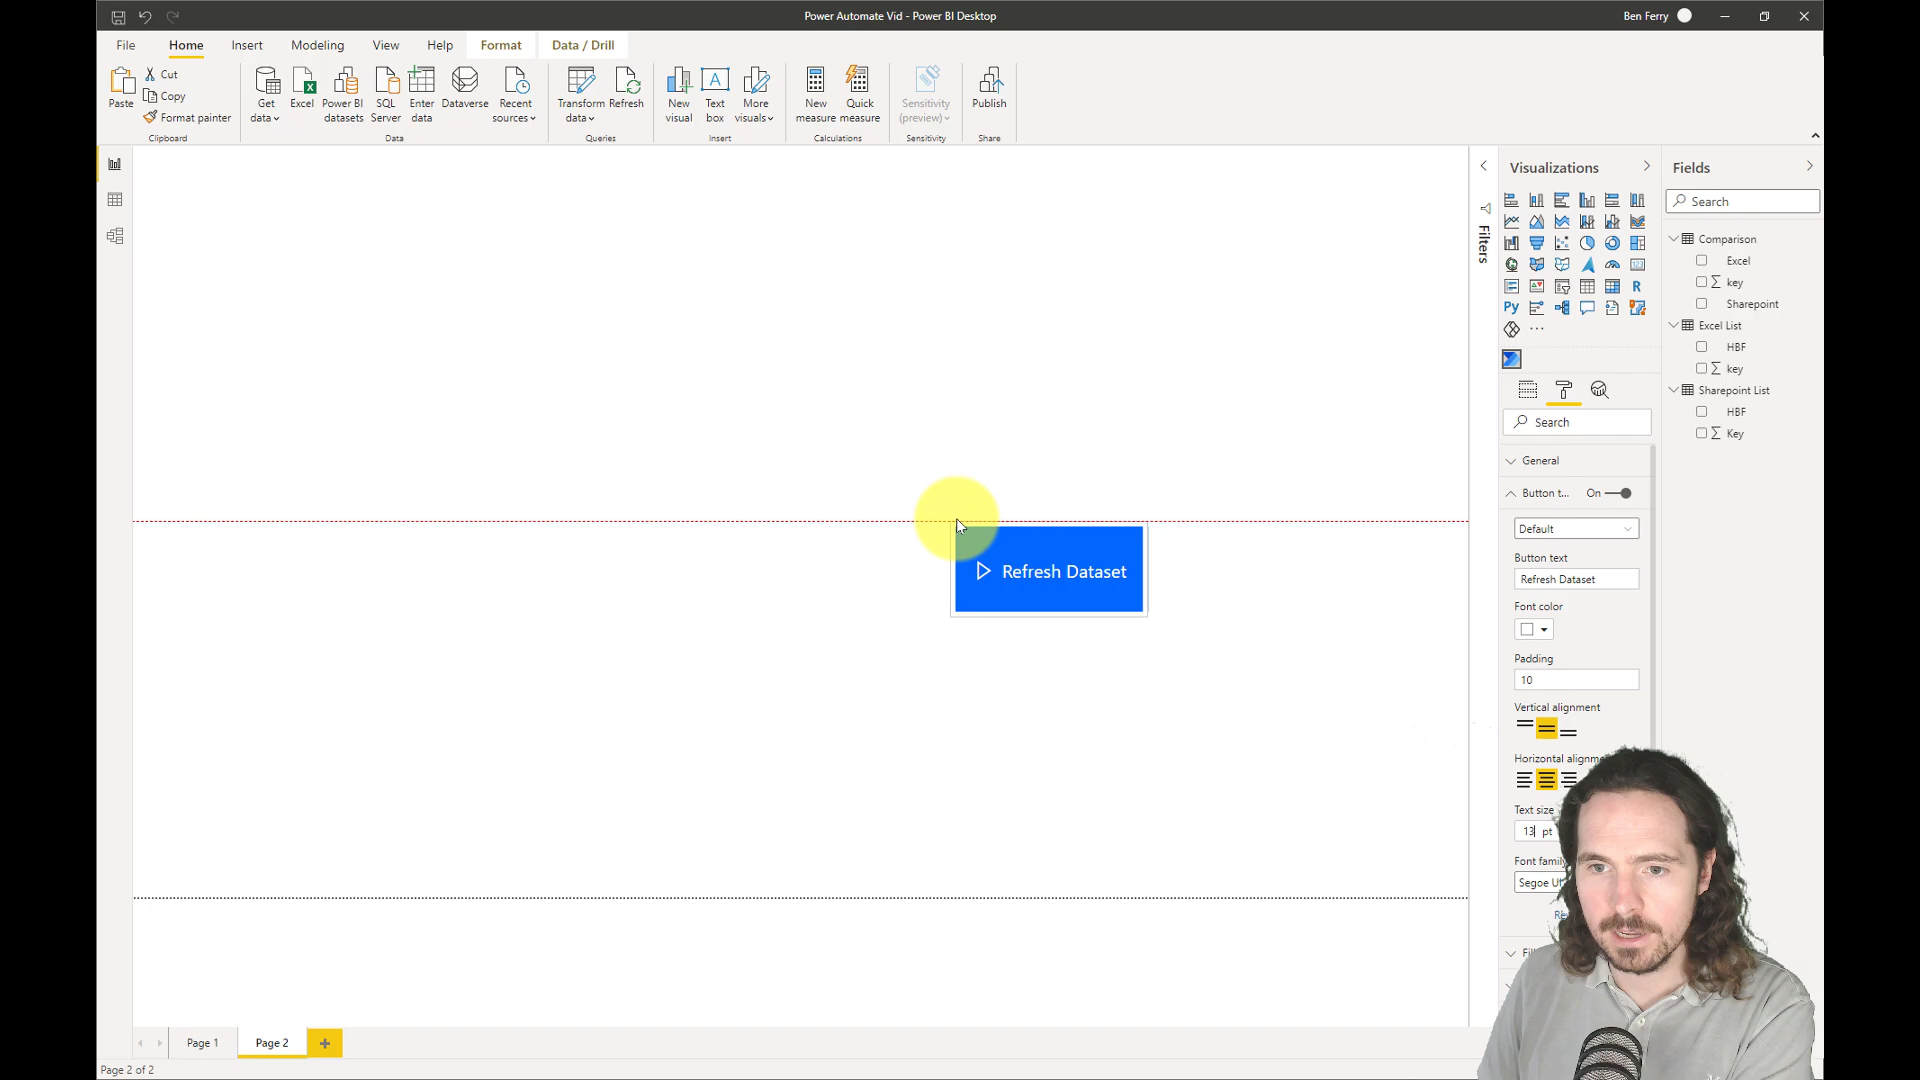 Power Automate Vid - Power BI Desktop
Ben Ferry
File Home Insert Modeling View Help Format Data / Drill
Paste
Cut
Copy
Format painter
Clipboard
Get data
Excel
Power BI datasets
SQL Server
Enter data
Dataverse
Recent sources
Data
Transform data
Refresh
Queries
New visual
Text box
More visuals
Insert
New measure
Quick measure
Calculations
Sensitivity (preview)
Sensitivity
Publish
Share
Refresh Dataset
Filters
Visualizations
R
Py
123
Search
General
Button t... On
Default
Button text
Refresh Dataset
Font color
Padding
10
Vertical alignment
Text size
13 pt
Font family
Fields
Search
Comparison
Excel
key
Sharepoint
Excel List
HBF
key
Sharepoint List
HBF
Key
Page 1
Page 2
Page 2 of 2